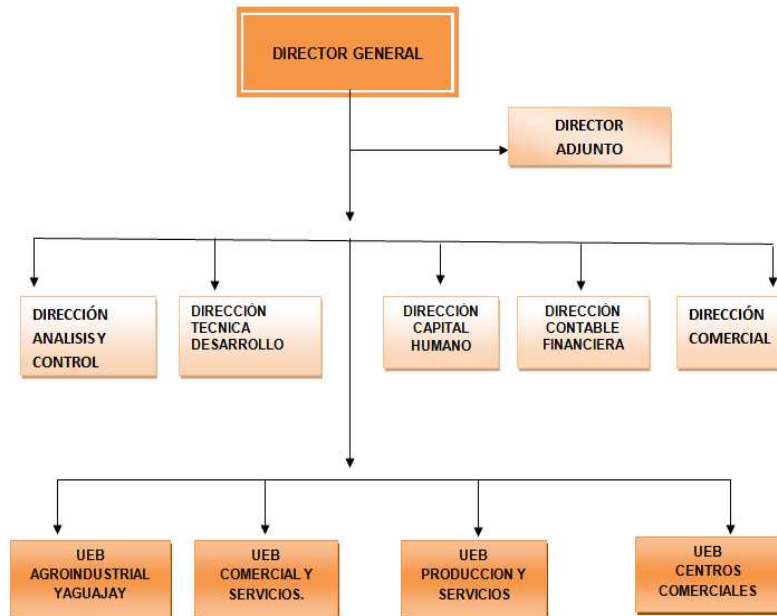 DIRECTOR GENERAL
DIRECTOR
ADJUNTO
DIRECCIÓN
ANALISIS Y
CONTROL
DIRECCIÓN
TECNICA
DESARROLLO
DIRECCIÓN
CAPITAL
HUMANO
DIRECCIÓN
CONTABLE
FINANCIERA
DIRECCIÓN
COMERCIAL
UEB
AGROINDUSTRIAL
YAGUAJAY
UEB
COMERCIAL Y
SERVICIOS.
UEB
PRODUCCION Y
SERVICIOS
UEB
CENTROS
COMERCIALES